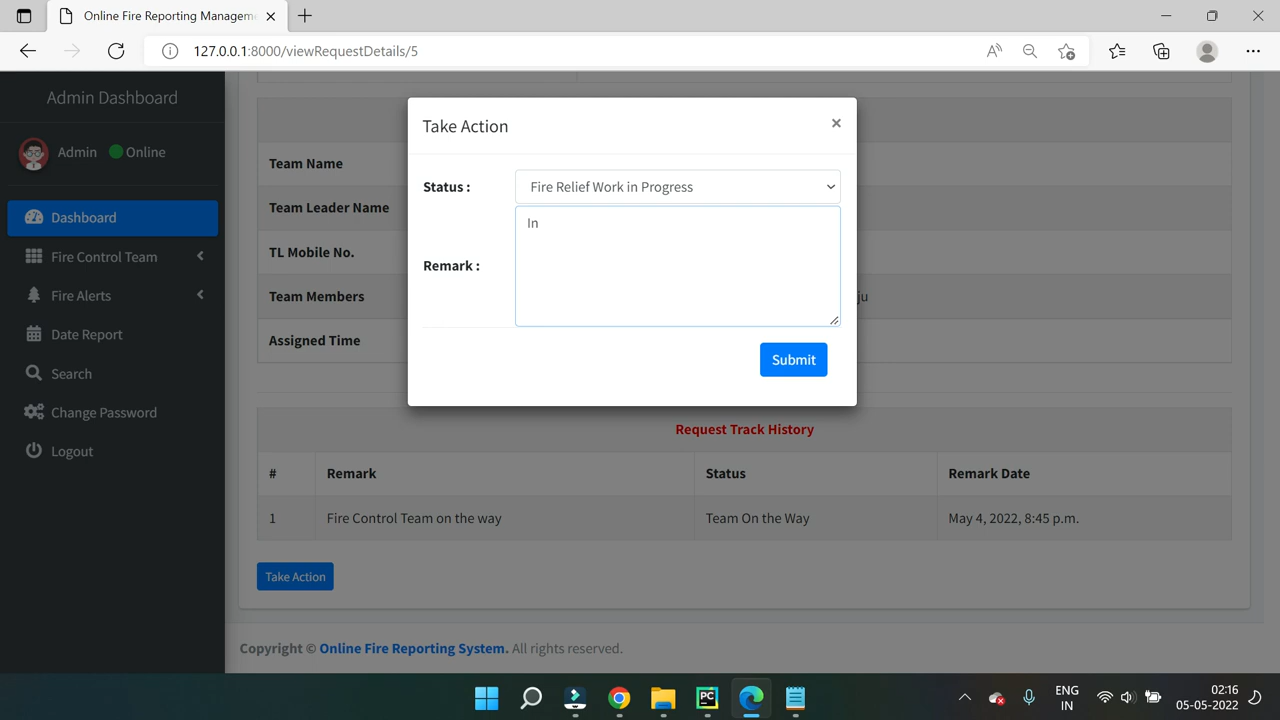 Online Fire Reporting Managem
127.0.0.1:8000/viewRequestDetails/5
Admin Dashboard
Admin Online
Dashboard
Fire Control Team
Fire Alerts
Date Report
Search
Change Password
Logout
Take Action ×
Status : Fire Relief Work in Progress
Remark : In
Submit
Team Name
Team Leader Name
TL Mobile No.
Team Members ju
Assigned Time
Request Track History
# Remark Status Remark Date
1 Fire Control Team on the way Team On the Way May 4, 2022, 8:45 p.m.
Take Action
Copyright © Online Fire Reporting System. All rights reserved.
PC
ENG
IN
02:16
05-05-2022